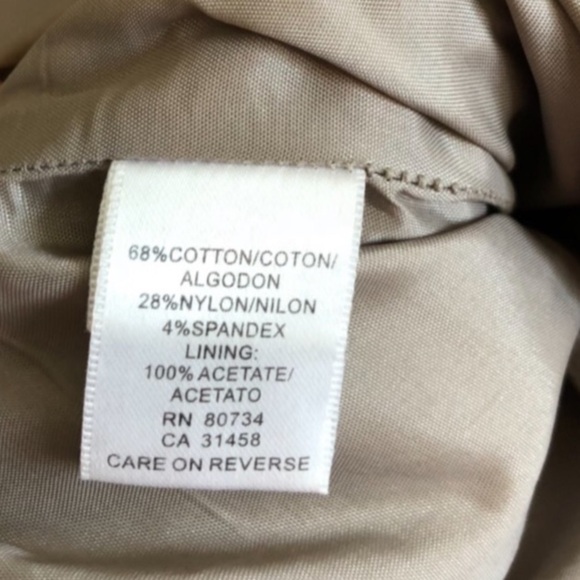 68%COTTON/COTON/
ALGODON
28%NYLON/NILON
4%SPANDEX
LINING:
100% ACETATE/
ACETATO
RN 80734
CA 31458
CARE ON REVERSE